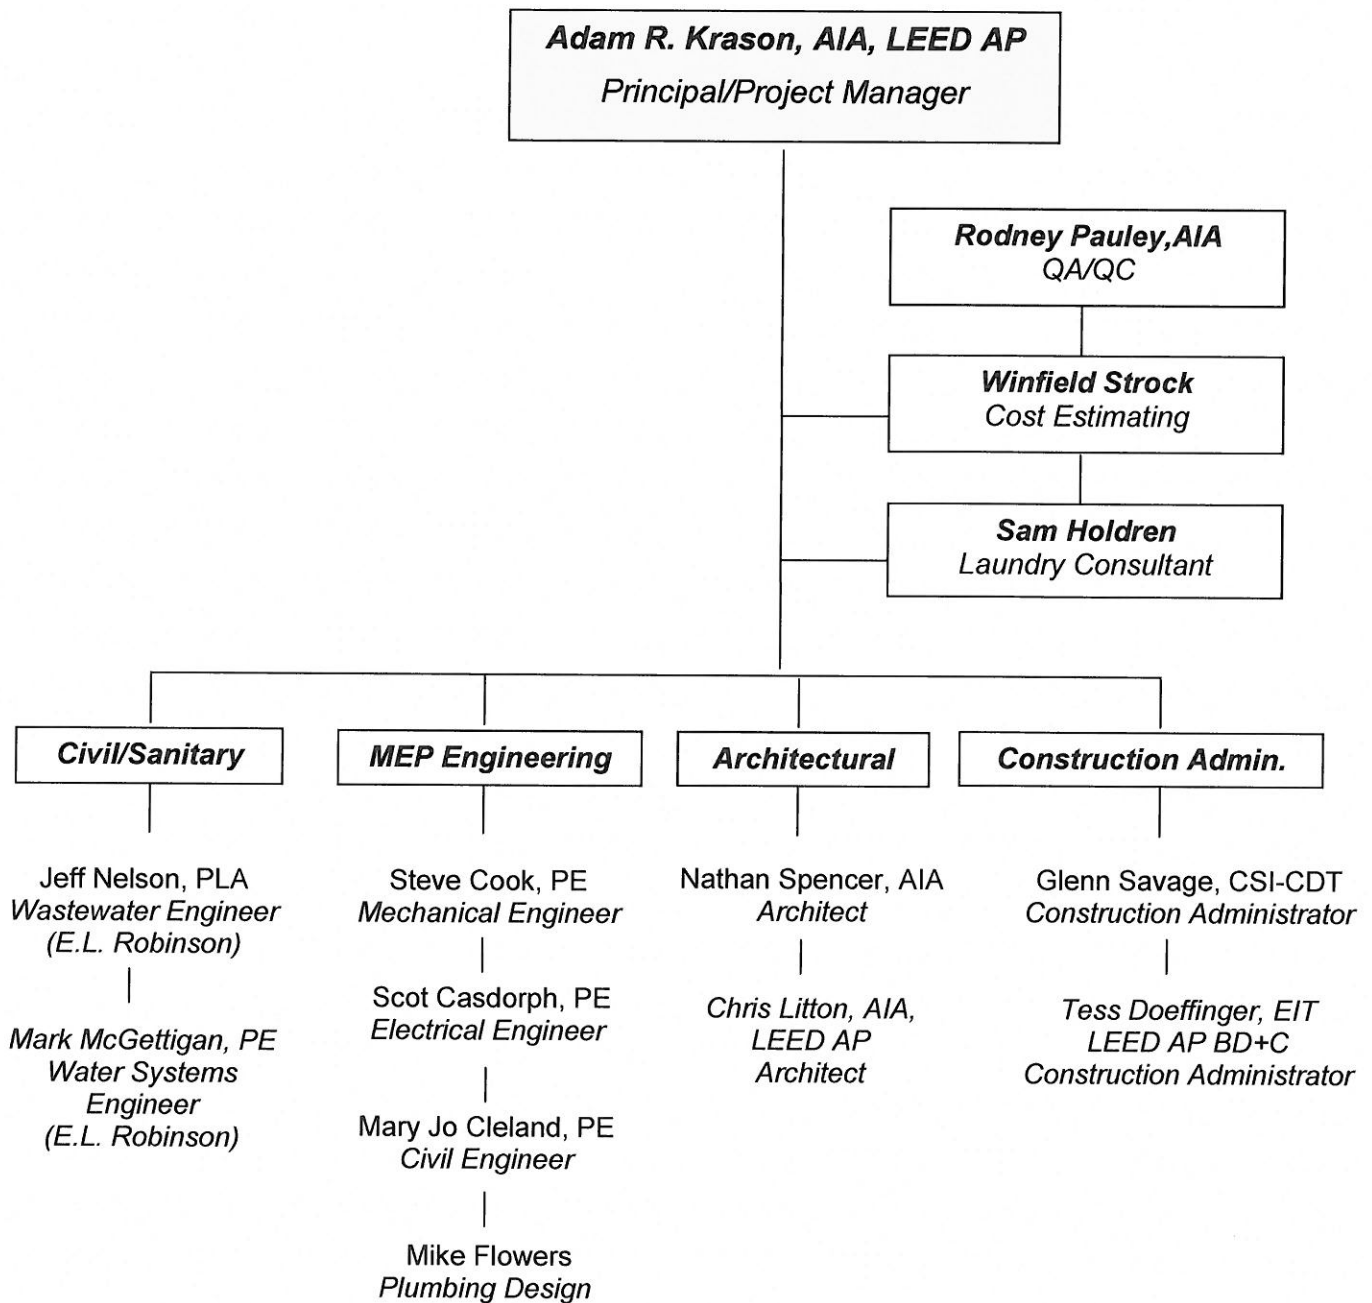 Adam R. Krason, AIA, LEED AP
Principal/Project Manager
Rodney Pauley,AIA
QA/QC
Winfield Strock
Cost Estimating
Sam Holdren
Laundry Consultant
Civil/Sanitary
Jeff Nelson, PLA
Wastewater Engineer
(E.L. Robinson)
Mark McGettigan, PE
Water Systems
Engineer
(E.L. Robinson)
MEP Engineering
Steve Cook, PE
Mechanical Engineer
Scot Casdorph, PE
Electrical Engineer
Mary Jo Cleland, PE
Civil Engineer
Mike Flowers
Plumbing Design
Architectural
Nathan Spencer, AIA
Architect
Chris Litton, AIA,
LEED AP
Architect
Construction Admin.
Glenn Savage, CSI-CDT
Construction Administrator
Tess Doeffinger, EIT
LEED AP BD+C
Construction Administrator